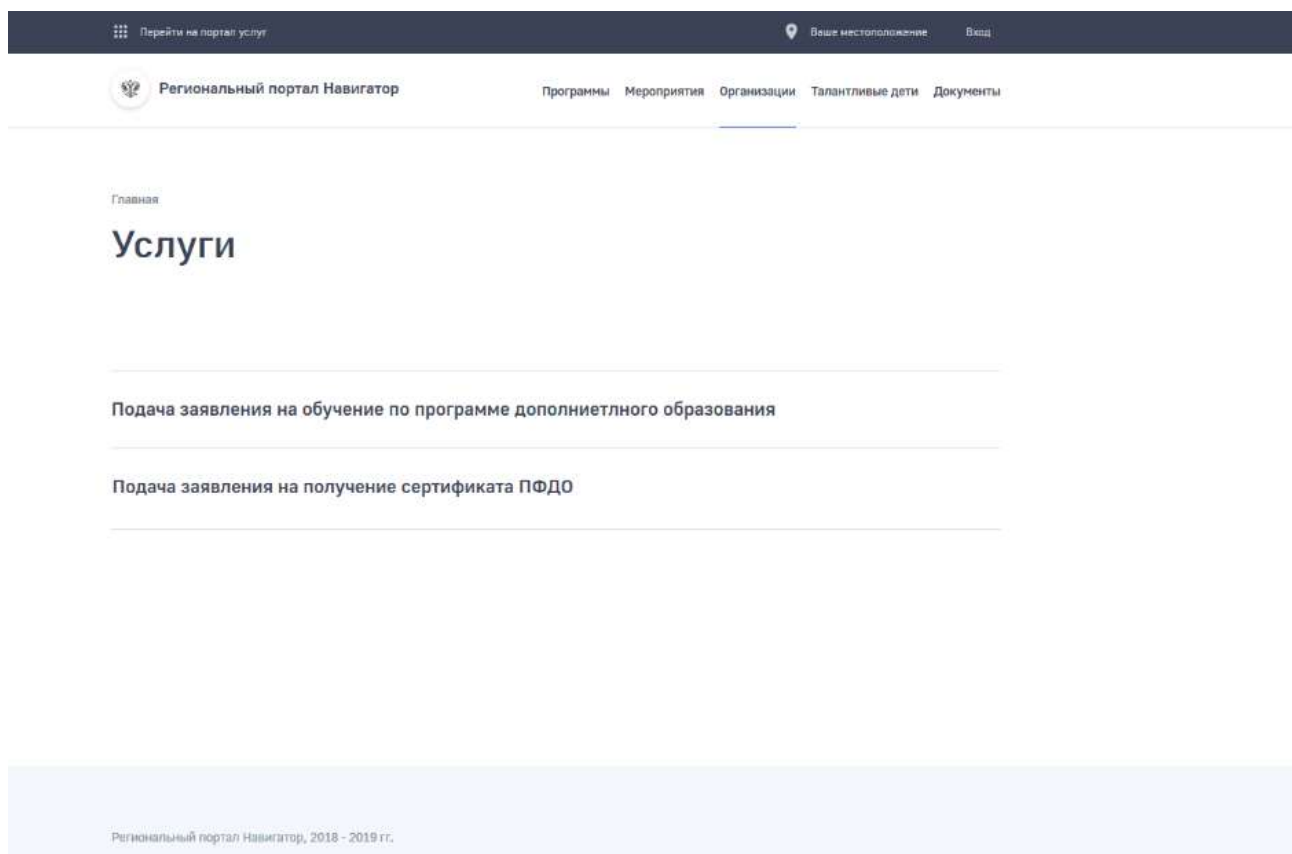 Перейти на портал услуг
Ваше местоположение
Вход
Региональный портал Навигатор
Программы Мероприятия Организации Талантливые дети Документы
Главная
Услуги
Подача заявления на обучение по программе дополниетлного образования
Подача заявления на получение сертификата ПФДО
Региональный портал Навигатор, 2018 - 2019 гг.